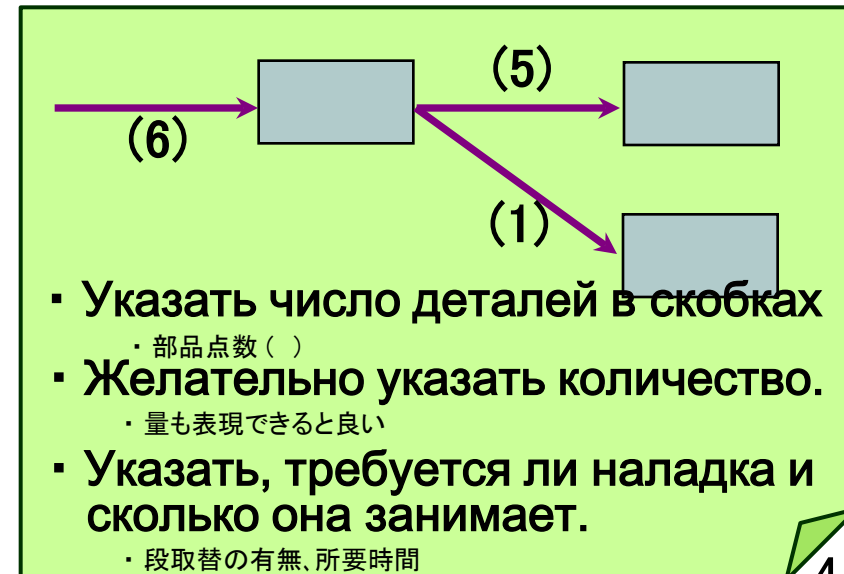 (5)
(6)
(1)
・Указать число деталей в скобках
・部品点数（ ）
・Желательно указать количество.
・量も表現できると良い
・Указать, требуется ли наладка и
сколько она занимает.
・段取替の有無、所要時間